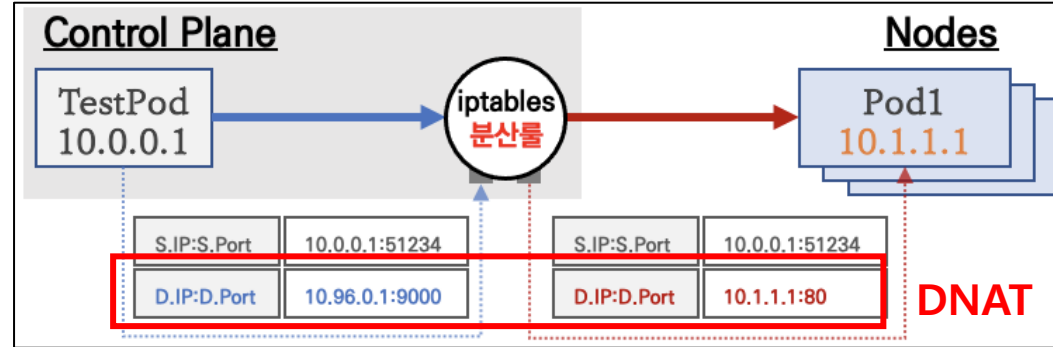 Control Plane
Nodes
TestPod
10.0.0.1
iptables
분산룰
Pod1
10.1.1.1
S.IP:S.Port 10.0.0.1:51234
D.IP:D.Port 10.96.0.1:9000
S.IP:S.Port 10.0.0.1:51234
D.IP:D.Port 10.1.1.1:80
DNAT